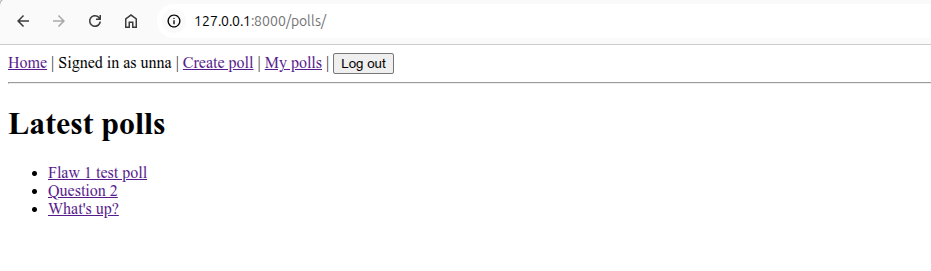 127.0.0.1:8000/polls/
Home | Signed in as unna | Create poll | My polls | Log out
Latest polls
Flaw 1 test poll
Question 2
What's up?